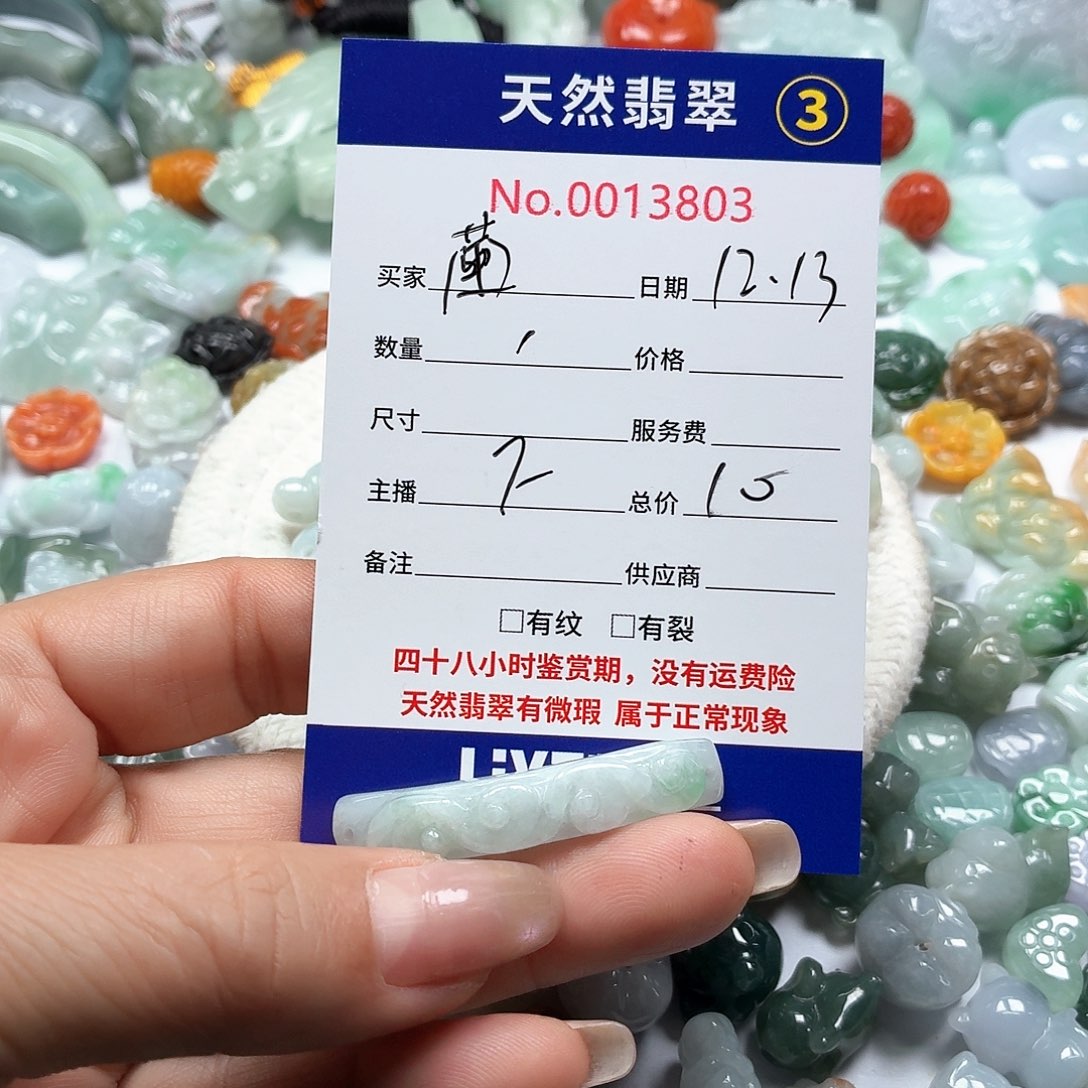 天然翡翠 3
No.0013803
买家 蘭 日期 12.13
数量 1 价格
尺寸 服务费
主播 总价 15
备注 供应商
有纹 有裂
四十八小时鉴赏期，没有运费险
天然翡翠有微瑕 属于正常现象